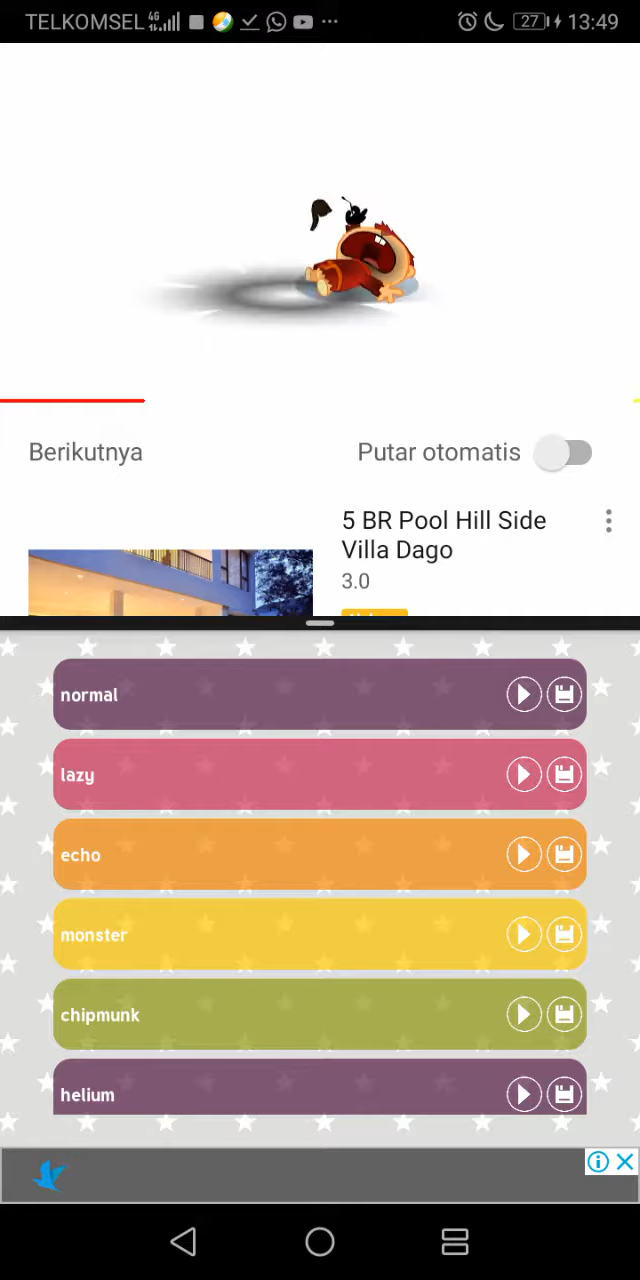 TELKOMSEL 4G 27 13:49
Berikutnya
Putar otomatis
5 BR Pool Hill Side
Villa Dago
3.0
normal
lazy
echo
monster
chipmunk
helium